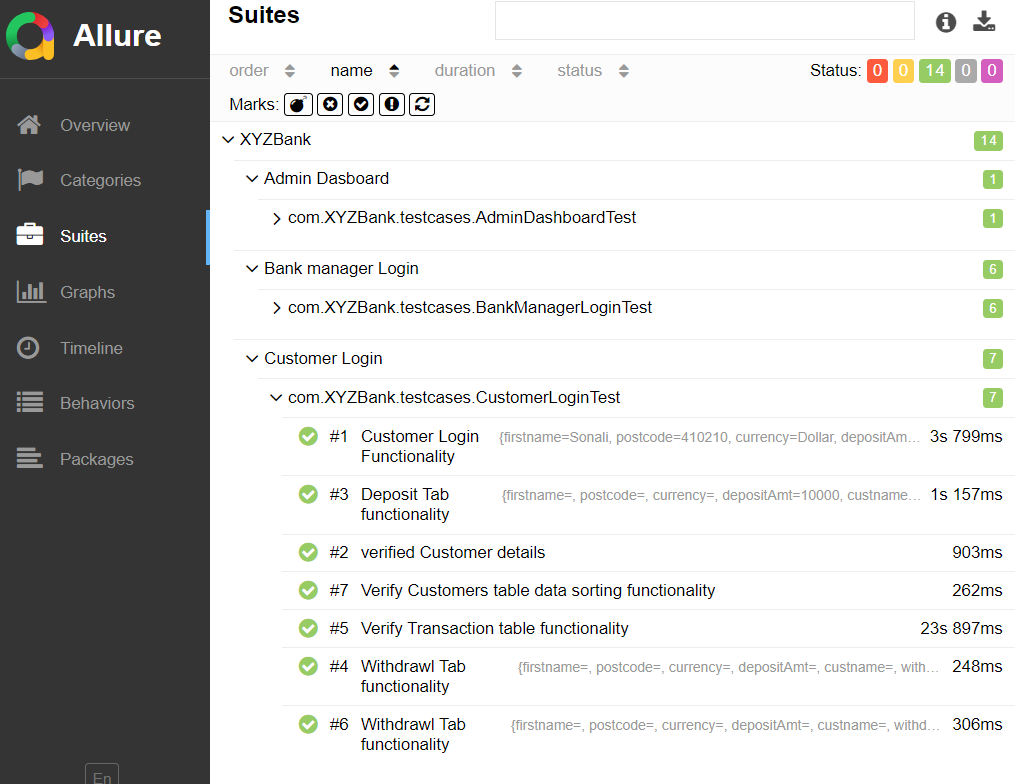 Allure
Overview
Categories
Suites
Graphs
Timeline
Behaviors
Packages
En
Suites
order name duration status Status: 0 0 14 0 0
Marks:
XYZBank 14
Admin Dasboard 1
com.XYZBank.testcases.AdminDashboardTest 1
Bank manager Login 6
com.XYZBank.testcases.BankManagerLoginTest 6
Customer Login 7
com.XYZBank.testcases.CustomerLoginTest 7
#1 Customer Login {firstname=Sonali, postcode=410210, currency=Dollar, depositAm... 3s 799ms
Functionality
#3 Deposit Tab {firstname=, postcode=, currency=, depositAmt=10000, custname... 1s 157ms
functionality
#2 verified Customer details 903ms
#7 Verify Customers table data sorting functionality 262ms
#5 Verify Transaction table functionality 23s 897ms
#4 Withdrawl Tab {firstname=, postcode=, currency=, depositAmt=, custname=, with... 248ms
functionality
#6 Withdrawl Tab {firstname=, postcode=, currency=, depositAmt=, custname=, withd... 306ms
functionality